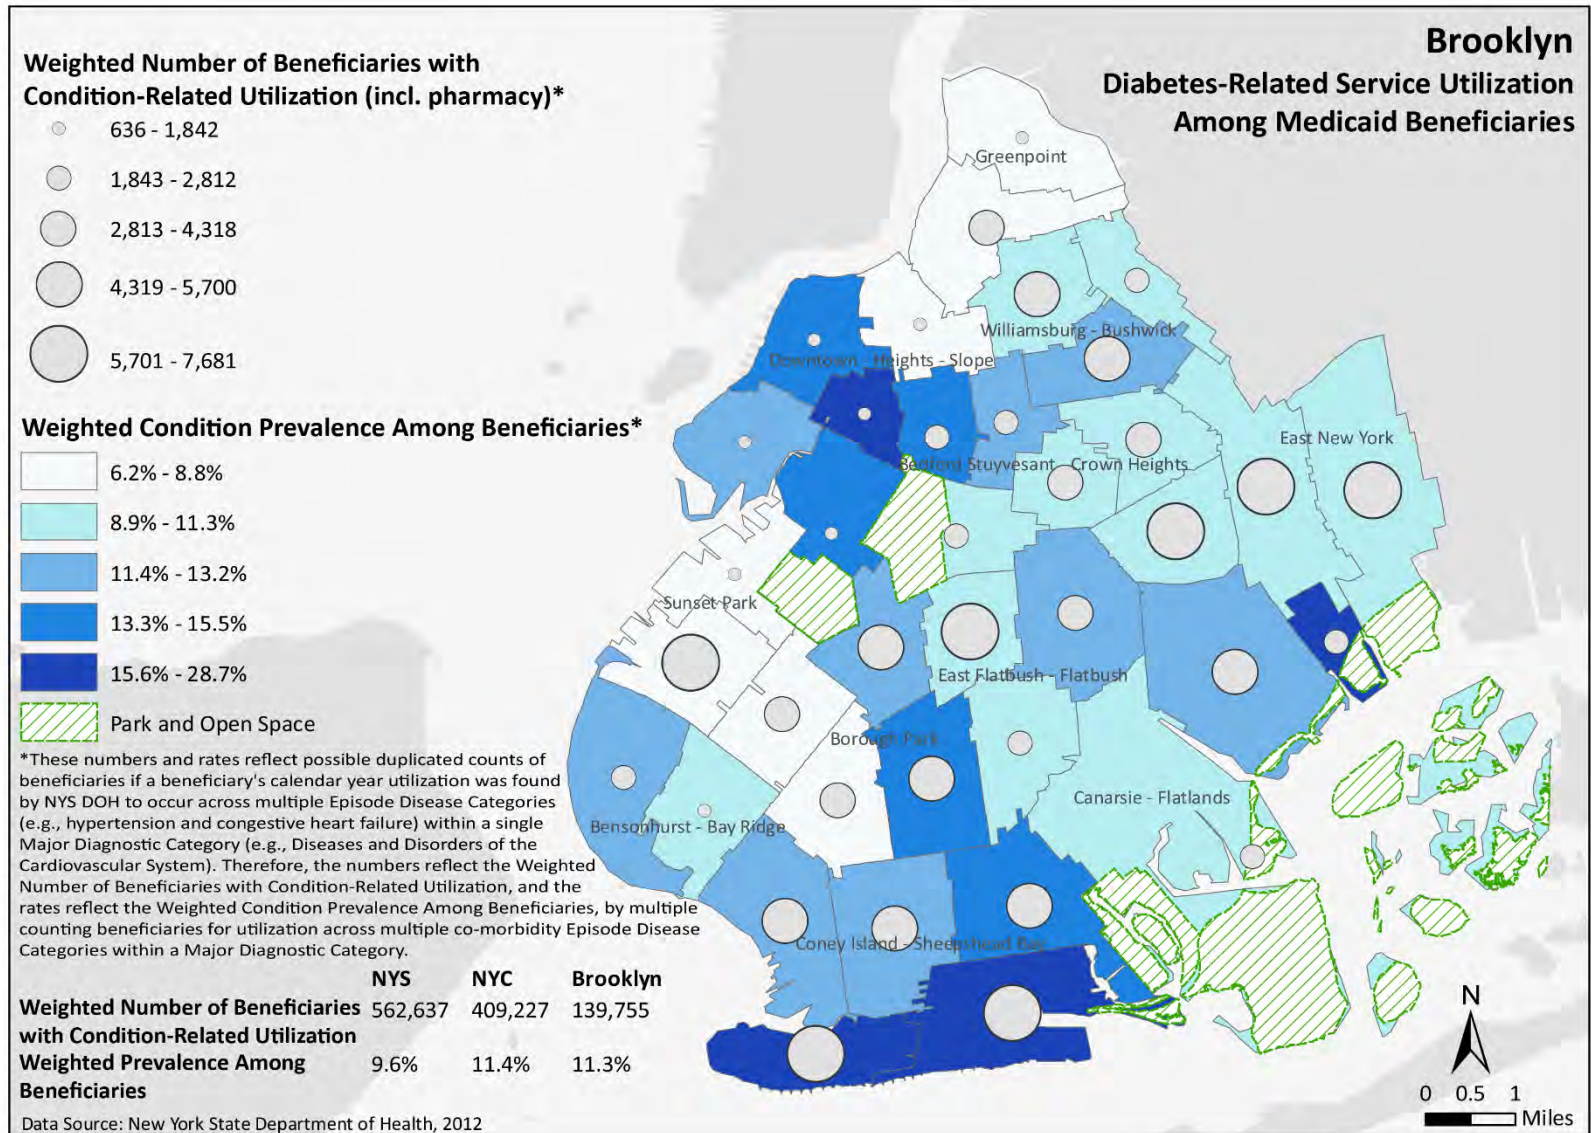 Brooklyn
Diabetes-Related Service Utilization
Among Medicaid Beneficiaries
Weighted Number of Beneficiaries with
Condition-Related Utilization (incl. pharmacy)*
636 - 1,842
1,843 - 2,812
2,813 - 4,318
4,319 - 5,700
5,701 - 7,681
Weighted Condition Prevalence Among Beneficiaries*
6.2% - 8.8%
8.9% - 11.3%
11.4% - 13.2%
13.3% - 15.5%
15.6% - 28.7%
Park and Open Space
*These numbers and rates reflect possible duplicated counts of
beneficiaries if a beneficiary's calendar year utilization was found
by NYS DOH to occur across multiple Episode Disease Categories
(e.g., hypertension and congestive heart failure) within a single
Major Diagnostic Category (e.g., Diseases and Disorders of the
Cardiovascular System). Therefore, the numbers reflect the Weighted
Number of Beneficiaries with Condition-Related Utilization, and the
rates reflect the Weighted Condition Prevalence Among Beneficiaries, by multiple
counting beneficiaries for utilization across multiple co-morbidity Episode Disease
Categories within a Major Diagnostic Category.
NYS NYC Brooklyn
Weighted Number of Beneficiaries 562,637 409,227 139,755
with Condition-Related Utilization
Weighted Prevalence Among 9.6% 11.4% 11.3%
Beneficiaries
Data Source: New York State Department of Health, 2012
Greenpoint
Williamsburg - Bushwick
Downtown - Heights - Slope
East New York
Bedford Stuyvesant - Crown Heights
Sunset Park
East Flatbush - Flatbush
Borough Park
Canarsie - Flatlands
Bensonhurst - Bay Ridge
Coney Island - Sheepshead Bay
N
0 0.5 1
Miles